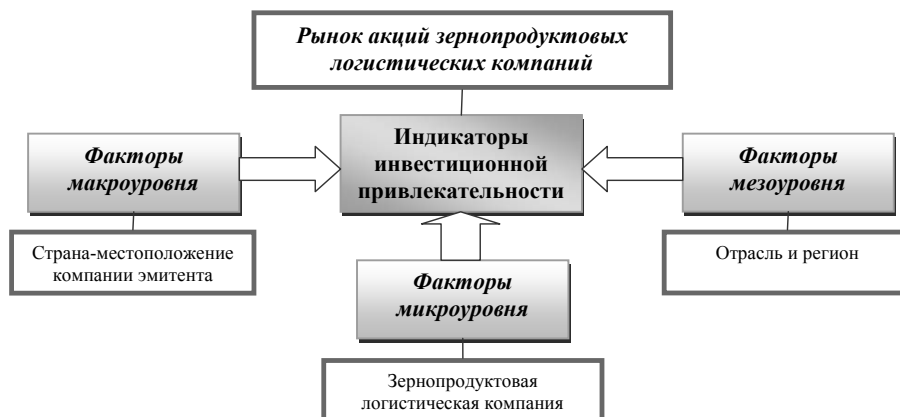 Рынок акций зернопродуктовых
логистических компаний
Индикаторы
инвестиционной
привлекательности
Факторы
макроуровня
Факторы
мезоуровня
Страна-местоположение
компании эмитента
Отрасль и регион
Факторы
микроуровня
Зернопродуктовая
логистическая компания